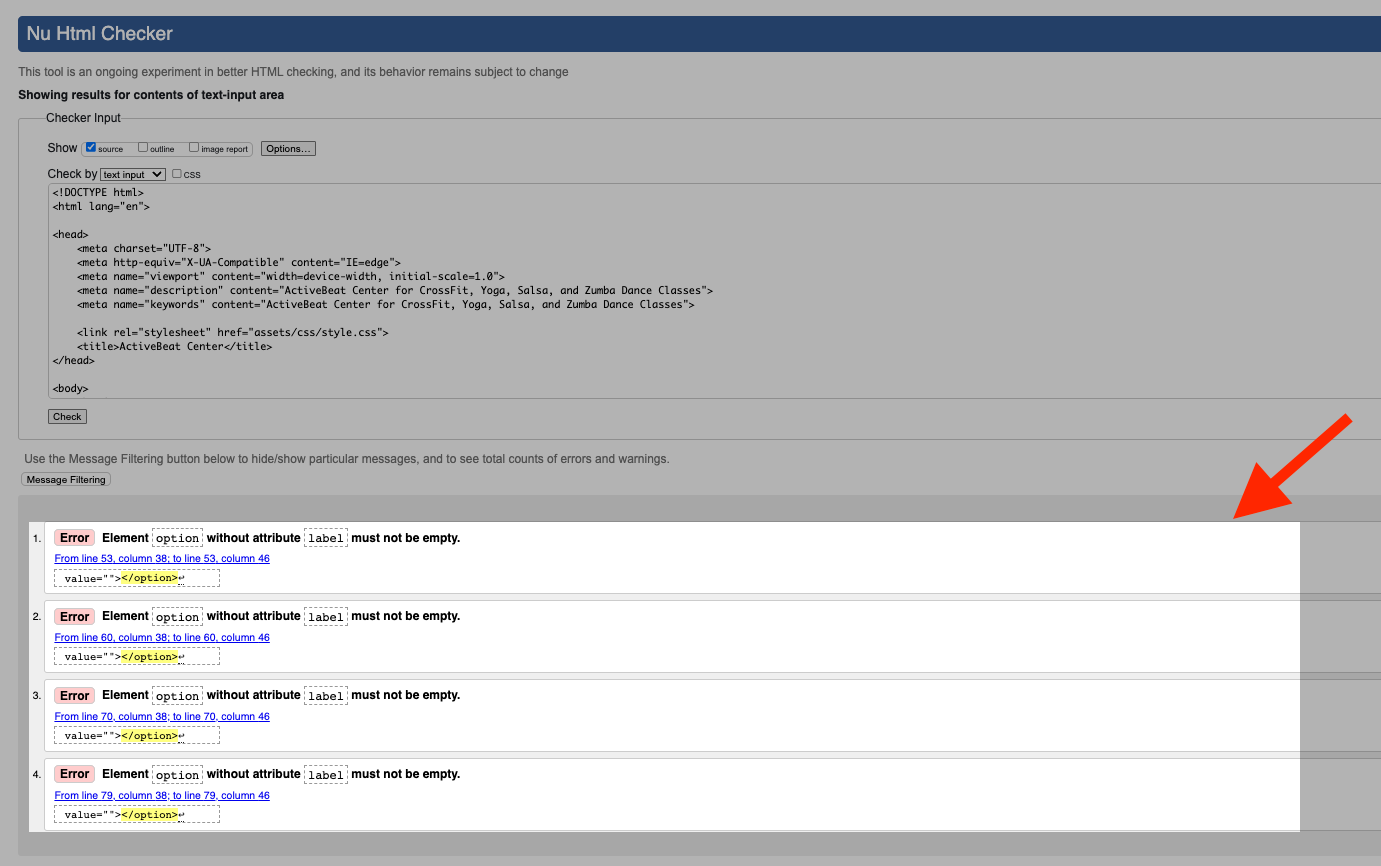 Nu Html Checker
This tool is an ongoing experiment in better HTML checking, and its behavior remains subject to change
Showing results for contents of text-input area
Checker Input
Show source outline image report Options...
Check by text input css
<!DOCTYPE html>
<html lang="en">
<head>
    <meta charset="UTF-8">
    <meta http-equiv="X-UA-Compatible" content="IE=edge">
    <meta name="viewport" content="width=device-width, initial-scale=1.0">
    <meta name="description" content="ActiveBeat Center for CrossFit, Yoga, Salsa, and Zumba Dance Classes">
    <meta name="keywords" content="ActiveBeat Center for CrossFit, Yoga, Salsa, and Zumba Dance Classes">
    <link rel="stylesheet" href="assets/css/style.css">
    <title>ActiveBeat Center</title>
</head>
<body>
Check
Use the Message Filtering button below to hide/show particular messages, and to see total counts of errors and warnings.
Message Filtering
1. Error Element option without attribute label must not be empty.
From line 53, column 38; to line 53, column 46
value=""></option>↩
2. Error Element option without attribute label must not be empty.
From line 60, column 38; to line 60, column 46
value=""></option>↩
3. Error Element option without attribute label must not be empty.
From line 70, column 38; to line 70, column 46
value=""></option>↩
4. Error Element option without attribute label must not be empty.
From line 79, column 38; to line 79, column 46
value=""></option>↩